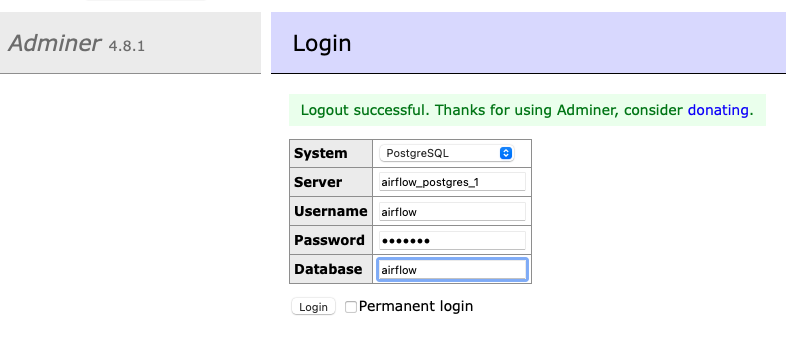 Adminer 4.8.1
Login
Logout successful. Thanks for using Adminer, consider donating.
System PostgreSQL
Server airflow_postgres_1
Username airflow
Password •••••••
Database airflow
Login Permanent login